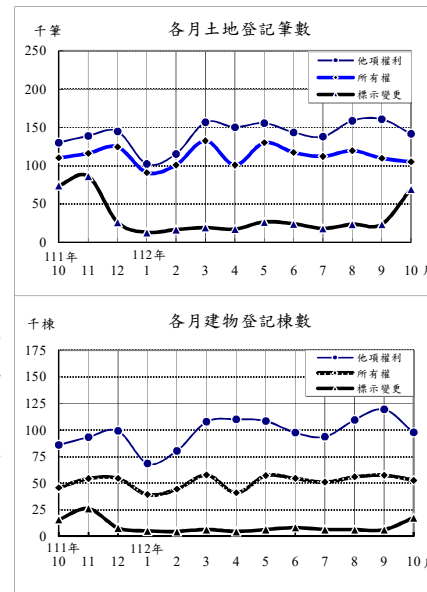 各月土地登記筆數
千筆
250
200
150
100
50
0
他項權利
所有權
標示變更
111年 112年
10 11 12 1 2 3 4 5 6 7 8 9 10 月
各月建物登記棟數
千棟
175
150
125
100
75
50
25
0
他項權利
所有權
標示變更
111年 112年
10 11 12 1 2 3 4 5 6 7 8 9 10 月